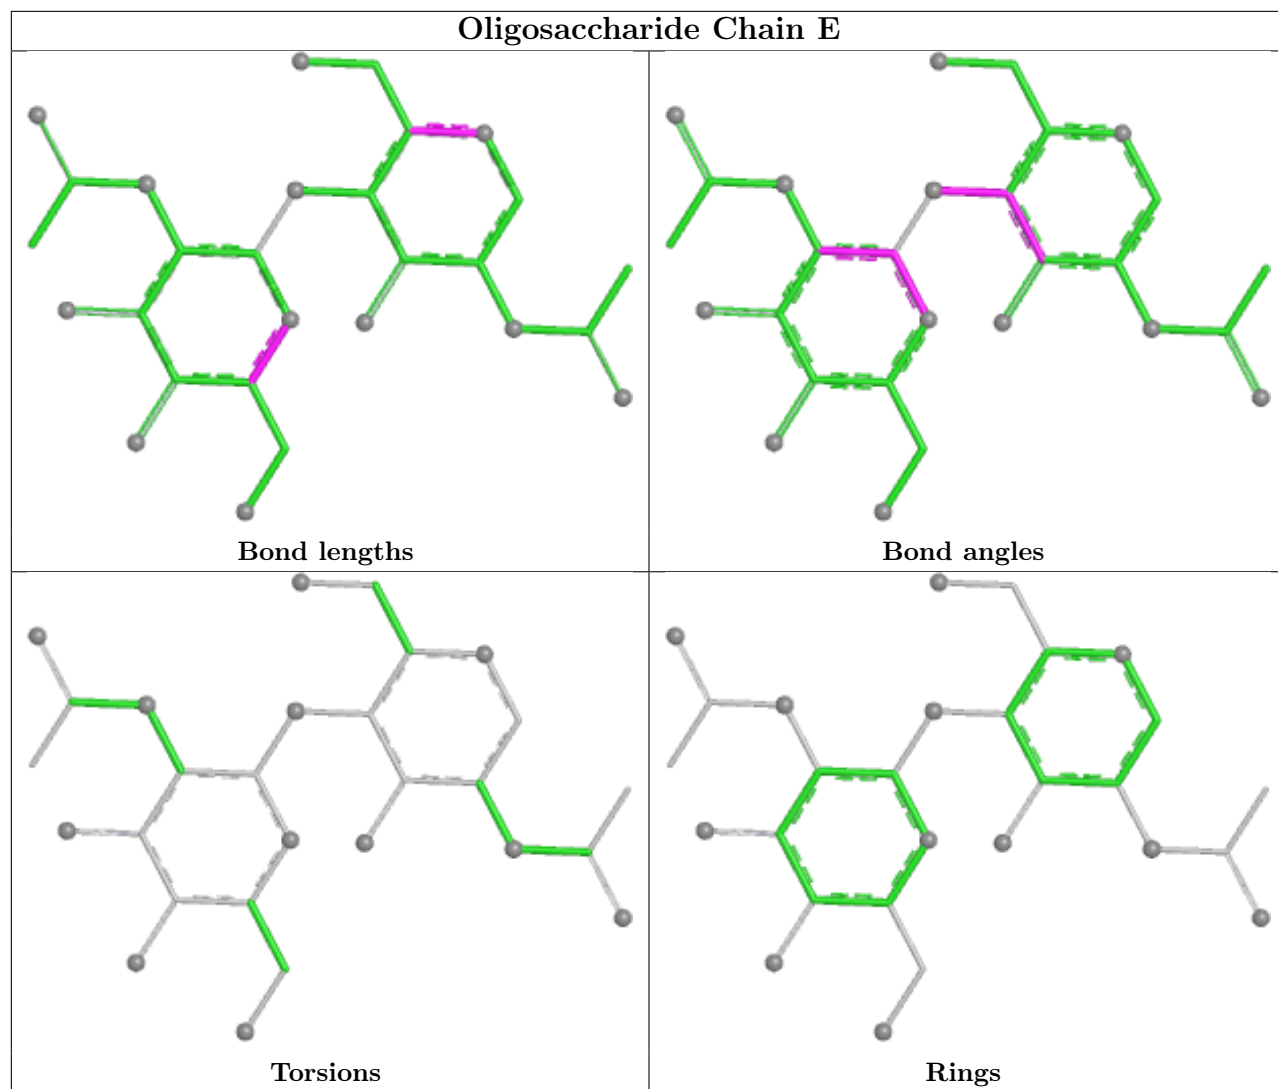 Oligosaccharide Chain E
Bond lengths
Bond angles
Torsions
Rings